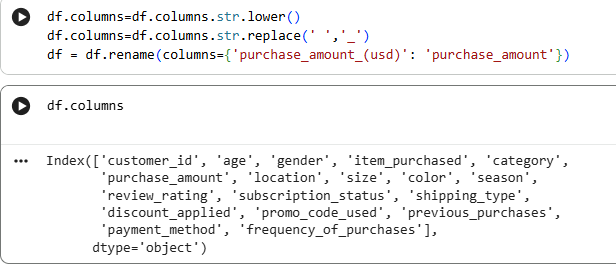 df.columns=df.columns.str.lower()
df.columns=df.columns.str.replace(' ','_')
df = df.rename(columns={'purchase_amount_(usd)': 'purchase_amount'})
df.columns
Index(['customer_id', 'age', 'gender', 'item_purchased', 'category',
'purchase_amount', 'location', 'size', 'color', 'season',
'review_rating', 'subscription_status', 'shipping_type',
'discount_applied', 'promo_code_used', 'previous_purchases',
'payment_method', 'frequency_of_purchases'],
dtype='object')